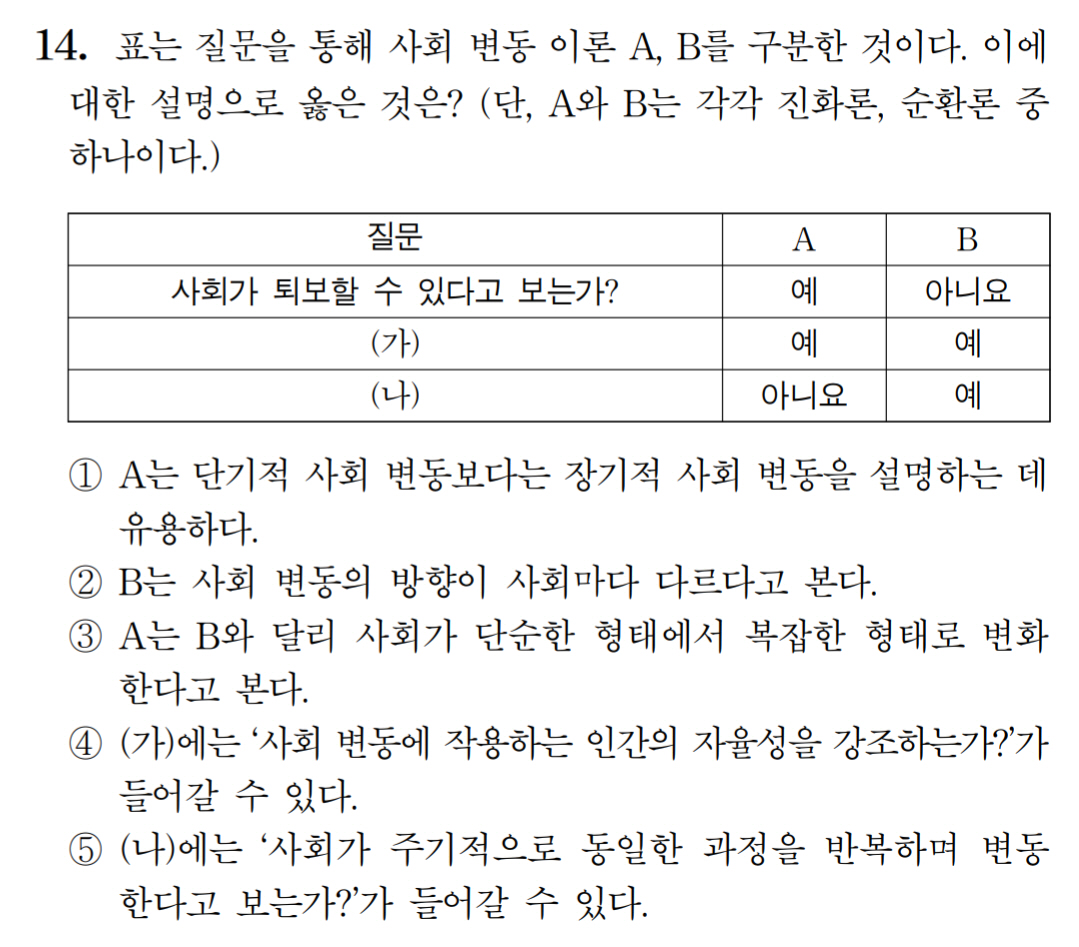 14. 표는 질문을 통해 사회 변동 이론 A, B를 구분한 것이다. 이에
대한 설명으로 옳은 것은? (단, A와 B는 각각 진화론, 순환론 중
하나이다.)
질문 A B
사회가 퇴보할 수 있다고 보는가? 예 아니요
(가) 예 예
(나) 아니요 예
① A는 단기적 사회 변동보다는 장기적 사회 변동을 설명하는 데
유용하다.
② B는 사회 변동의 방향이 사회마다 다르다고 본다.
③ A는 B와 달리 사회가 단순한 형태에서 복잡한 형태로 변화
한다고 본다.
④ (가)에는 ‘사회 변동에 작용하는 인간의 자율성을 강조하는가?’가
들어갈 수 있다.
⑤ (나)에는 ‘사회가 주기적으로 동일한 과정을 반복하며 변동
한다고 보는가?’가 들어갈 수 있다.